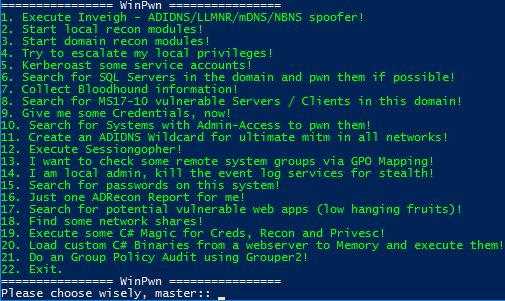 ================ WinPwn ================
1. Execute Inveigh - ADIDNS/LLMNR/mDNS/NBNS spoofer!
2. Start local recon modules!
3. Start domain recon modules!
4. Try to escalate my local privileges!
5. Kerberoast some service accounts!
6. Search for SQL Servers in the domain and pwn them if possible!
7. Collect Bloodhound information!
8. Search for MS17-10 vulnerable Servers / Clients in this domain!
9. Give me some Credentials, now!
10. Search for Systems with Admin-Access to pwn them!
11. Create an ADIDNS Wildcard for ultimate mitm in all networks!
12. Execute Sessiongopher!
13. I want to check some remote system groups via GPO Mapping!
14. I am local admin, kill the event log services for stealth!
15. Search for passwords on this system!
16. Just one ADRecon Report for me!
17. Search for potential vulnerable web apps (low hanging fruits)!
18. Find some network shares!
19. Execute some C# Magic for Creds, Recon and Privesc!
20. Load custom C# Binaries from a webserver to Memory and execute them!
21. Do an Group Policy Audit using Grouper2!
22. Exit.
================ WinPwn ================
Please choose wisely, master:: _